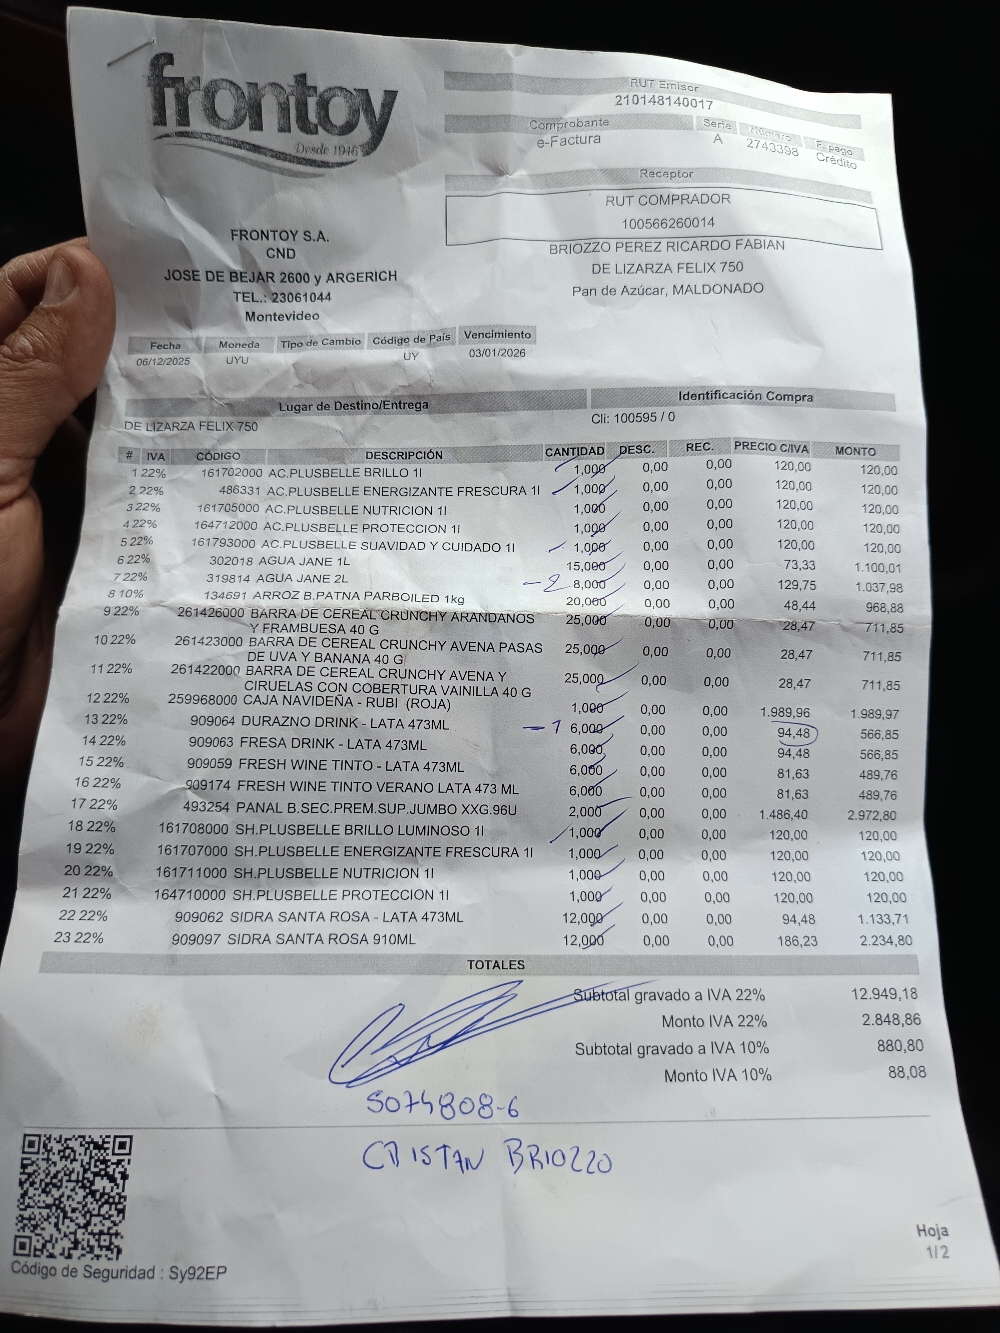 frontoy
Desde 1946
RUT Emisor
210148140017
Comprobante Serie Número F. pago
e-Factura A 2743398 Crédito
Receptor
RUT COMPRADOR
100566260014
BRIOZZO PEREZ RICARDO FABIAN
DE LIZARZA FELIX 750
Pan de Azúcar, MALDONADO
FRONTOY S.A.
CND
JOSE DE BEJAR 2600 y ARGERICH
TEL.: 23061044
Montevideo
Fecha Moneda Tipo de Cambio Código de País Vencimiento
06/12/2025 UYU UY 03/01/2026
Lugar de Destino/Entrega Identificación Compra
DE LIZARZA FELIX 750 Cli: 100595 / 0
# IVA CÓDIGO DESCRIPCIÓN CANTIDAD DESC. REC. PRECIO C/IVA MONTO
1 22% 161702000 AC.PLUSBELLE BRILLO 1l 1,000 0,00 0,00 120,00 120,00
2 22% 486331 AC.PLUSBELLE ENERGIZANTE FRESCURA 1l 1,000 0,00 0,00 120,00 120,00
3 22% 161705000 AC.PLUSBELLE NUTRICION 1l 1,000 0,00 0,00 120,00 120,00
4 22% 164712000 AC.PLUSBELLE PROTECCION 1l 1,000 0,00 0,00 120,00 120,00
5 22% 161793000 AC.PLUSBELLE SUAVIDAD Y CUIDADO 1l 1,000 0,00 0,00 120,00 120,00
6 22% 302018 AGUA JANE 1L 15,000 0,00 0,00 73,33 1.100,01
7 22% 319814 AGUA JANE 2L -2 8,000 0,00 0,00 129,75 1.037,98
8 10% 134691 ARROZ B.PATNA PARBOILED 1kg 20,000 0,00 0,00 48,44 968,88
9 22% 261426000 BARRA DE CEREAL CRUNCHY ARANDANOS 25,000 0,00 0,00 28,47 711,85
Y FRAMBUESA 40 G
10 22% 261423000 BARRA DE CEREAL CRUNCHY AVENA PASAS 25,000 0,00 0,00 28,47 711,85
DE UVA Y BANANA 40 G
11 22% 261422000 BARRA DE CEREAL CRUNCHY AVENA Y 25,000 0,00 0,00 28,47 711,85
CIRUELAS CON COBERTURA VAINILLA 40 G
12 22% 259968000 CAJA NAVIDEÑA - RUBI (ROJA) 1,000 0,00 0,00 1.989,96 1.989,97
13 22% 909064 DURAZNO DRINK - LATA 473ML -1 6,000 0,00 0,00 94,48 566,85
14 22% 909063 FRESA DRINK - LATA 473ML 6,000 0,00 0,00 94,48 566,85
15 22% 909059 FRESH WINE TINTO - LATA 473ML 6,000 0,00 0,00 81,63 489,76
16 22% 909174 FRESH WINE TINTO VERANO LATA 473 ML 6,000 0,00 0,00 81,63 489,76
17 22% 493254 PANAL B.SEC.PREM.SUP.JUMBO XXG.96U 2,000 0,00 0,00 1.486,40 2.972,80
18 22% 161708000 SH.PLUSBELLE BRILLO LUMINOSO 1l 1,000 0,00 0,00 120,00 120,00
19 22% 161707000 SH.PLUSBELLE ENERGIZANTE FRESCURA 1l 1,000 0,00 0,00 120,00 120,00
20 22% 161711000 SH.PLUSBELLE NUTRICION 1l 1,000 0,00 0,00 120,00 120,00
21 22% 164710000 SH.PLUSBELLE PROTECCION 1l 1,000 0,00 0,00 120,00 120,00
22 22% 909062 SIDRA SANTA ROSA - LATA 473ML 12,000 0,00 0,00 94,48 1.133,71
23 22% 909097 SIDRA SANTA ROSA 910ML 12,000 0,00 0,00 186,23 2.234,80
TOTALES
Subtotal gravado a IVA 22% 12.949,18
Monto IVA 22% 2.848,86
Subtotal gravado a IVA 10% 880,80
Monto IVA 10% 88,08
5074808-6
CRISTAN BRIOZZO
Hoja
1/2
Código de Seguridad : Sy92EP